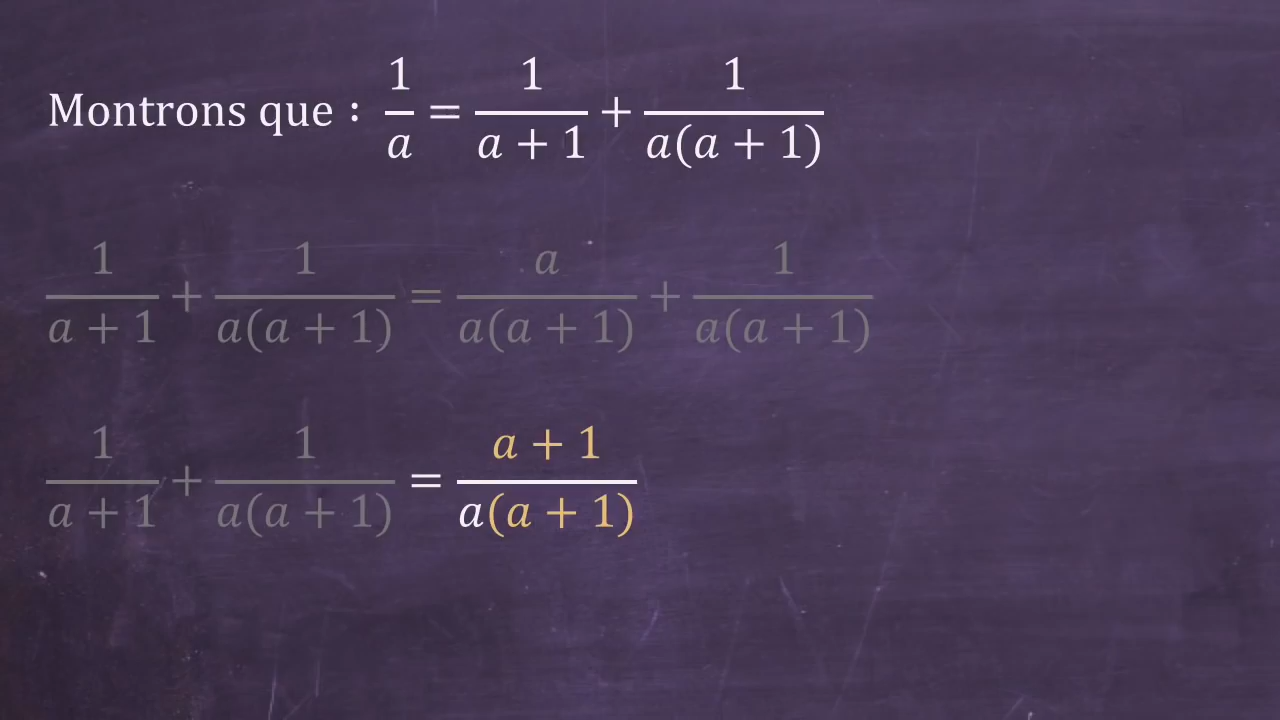 Montrons que : 1/a = 1/(a + 1) + 1/(a(a + 1))
1/(a + 1) + 1/(a(a + 1)) = a/(a(a + 1)) + 1/(a(a + 1))
1/(a + 1) + 1/(a(a + 1)) = (a + 1)/(a(a + 1))